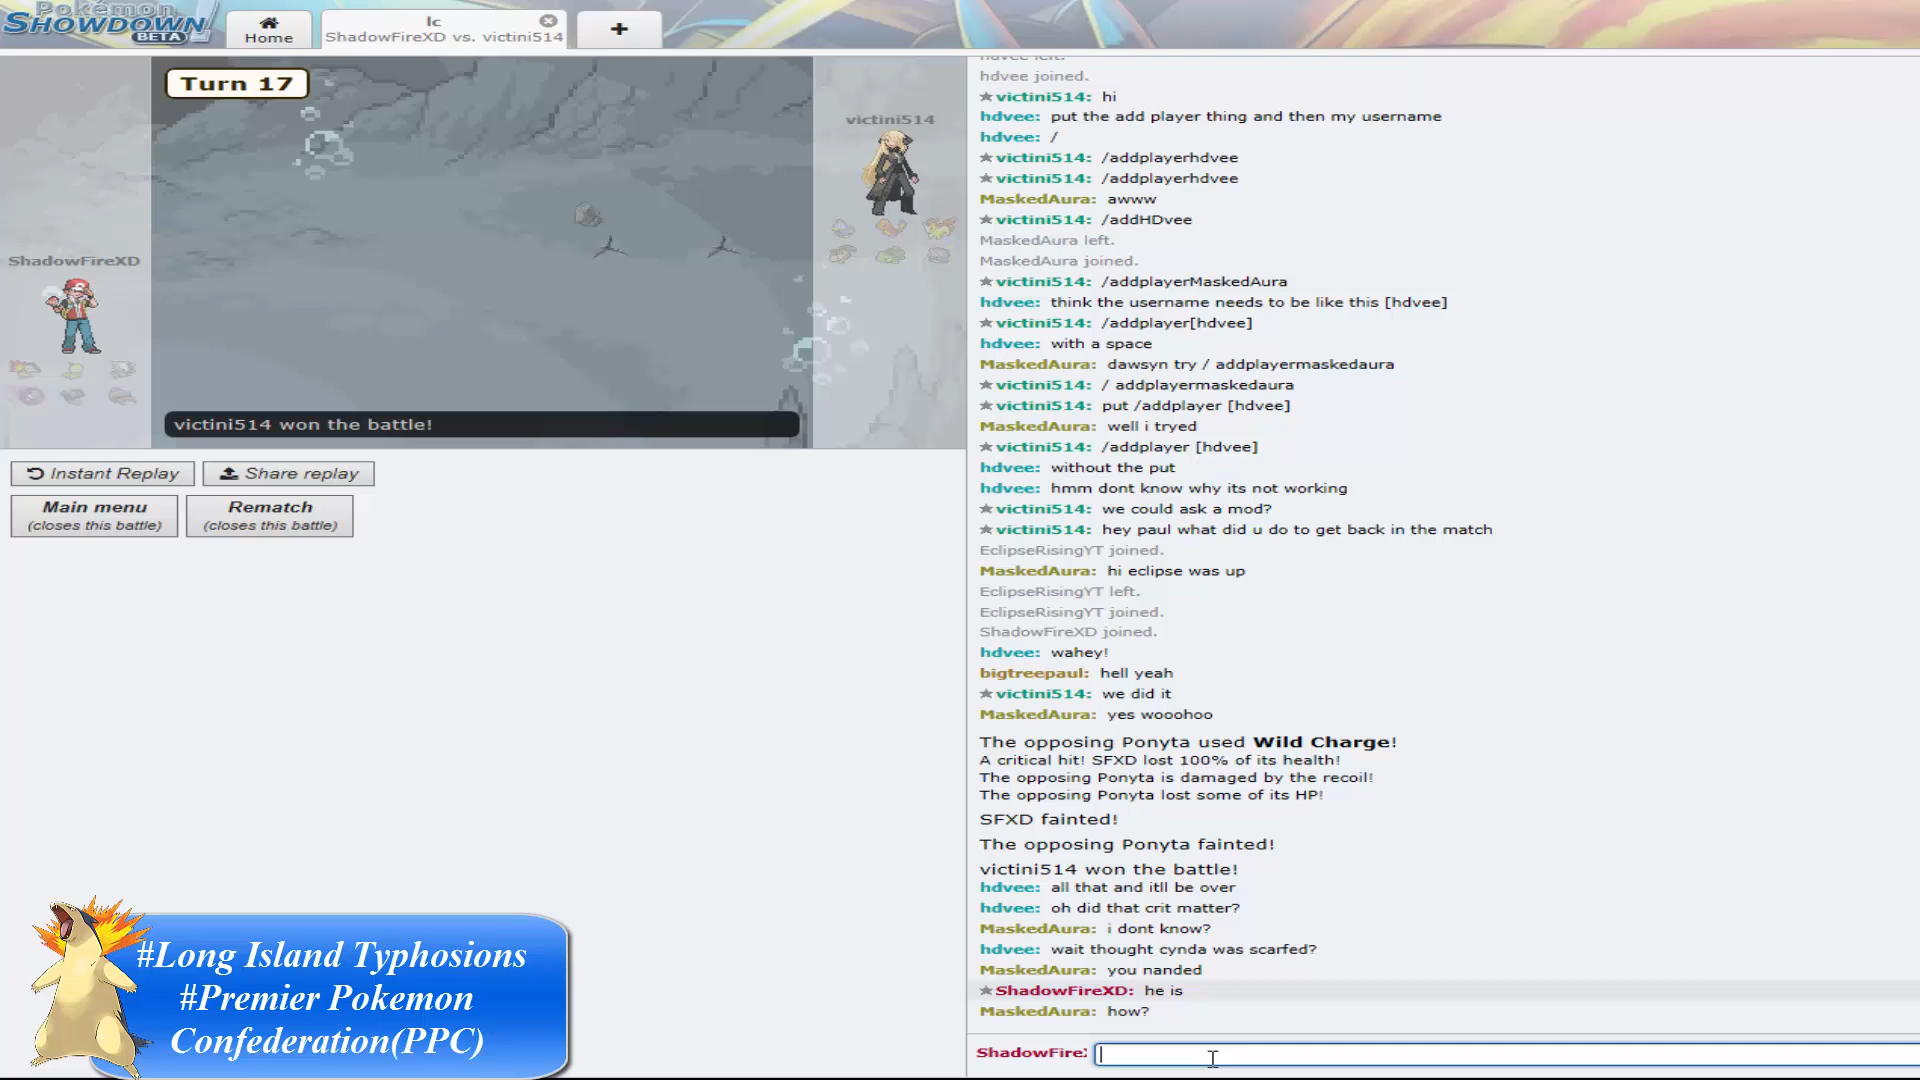 Pokémon
SHOWDOWN
BETA
Home
lc
ShadowFireXD vs. victini514
Turn 17
victini514
ShadowFireXD
victini514 won the battle!
Instant Replay
Share replay
Main menu
(closes this battle)
Rematch
(closes this battle)
#Long Island Typhosions
#Premier Pokemon
Confederation(PPC)
hdvee left.
hdvee joined.
victini514: hi
hdvee: put the add player thing and then my username
hdvee: /
victini514: /addplayerhdvee
victini514: /addplayerhdvee
MaskedAura: awww
victini514: /addHDvee
MaskedAura left.
MaskedAura joined.
victini514: /addplayerMaskedAura
hdvee: think the username needs to be like this [hdvee]
victini514: /addplayer[hdvee]
hdvee: with a space
MaskedAura: dawsyn try / addplayermaskedaura
victini514: / addplayermaskedaura
victini514: put /addplayer [hdvee]
MaskedAura: well i tryed
victini514: /addplayer [hdvee]
hdvee: without the put
hdvee: hmm dont know why its not working
victini514: we could ask a mod?
victini514: hey paul what did u do to get back in the match
EclipseRisingYT joined.
MaskedAura: hi eclipse was up
EclipseRisingYT left.
EclipseRisingYT joined.
ShadowFireXD joined.
hdvee: wahey!
bigtreepaul: hell yeah
victini514: we did it
MaskedAura: yes wooohoo
The opposing Ponyta used Wild Charge!
A critical hit! SFXD lost 100% of its health!
The opposing Ponyta is damaged by the recoil!
The opposing Ponyta lost some of its HP!
SFXD fainted!
The opposing Ponyta fainted!
victini514 won the battle!
hdvee: all that and itll be over
hdvee: oh did that crit matter?
MaskedAura: i dont know?
hdvee: wait thought cynda was scarfed?
MaskedAura: you nanded
ShadowFireXD: he is
MaskedAura: how?
ShadowFireX